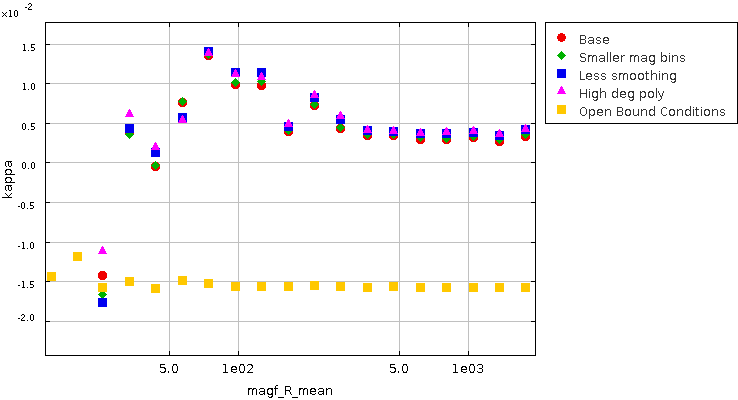 ×10 -2
1.5
1.0
0.5
0.0
-0.5
-1.0
-1.5
-2.0
kappa
5.0 1e02 5.0 1e03
magf_R_mean
Base
Smaller mag bins
Less smoothing
High deg poly
Open Bound Conditions